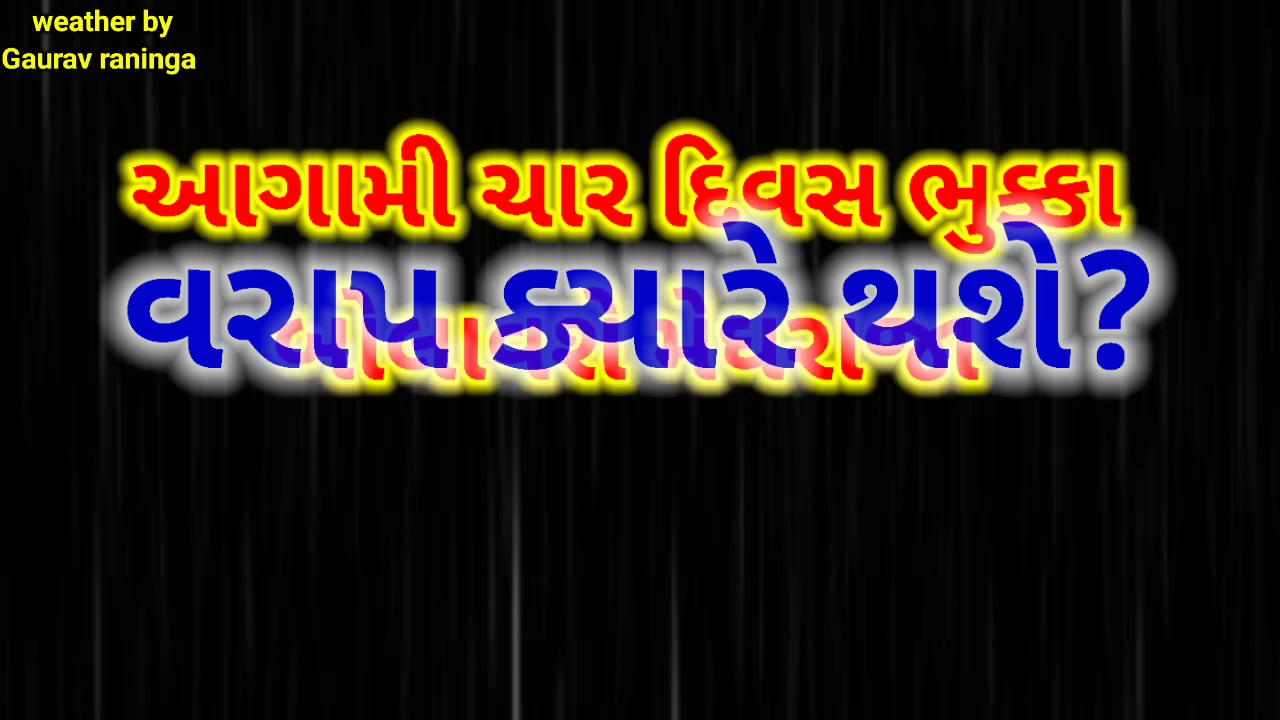 weather by
Gaurav raninga
આગામી ચાર દિવસ ભુક્કા
વરાપ ક્યારે થશે?